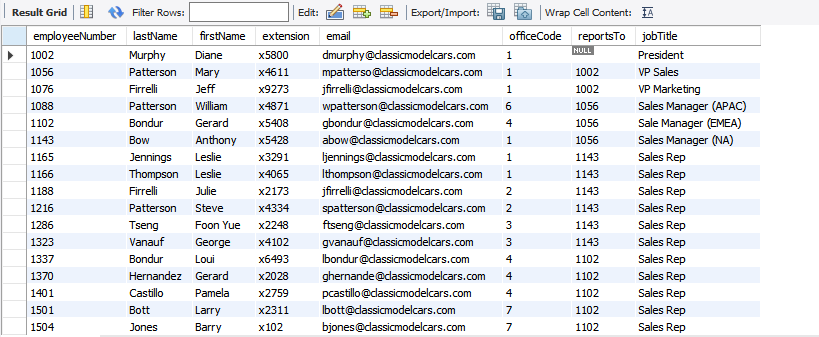 Result Grid Filter Rows: Edit: Export/Import: Wrap Cell Content:
employeeNumber lastName firstName extension email officeCode reportsTo jobTitle
1002 Murphy Diane x5800 dmurphy@classicmodelcars.com 1 NULL President
1056 Patterson Mary x4611 mpatterso@classicmodelcars.com 1 1002 VP Sales
1076 Firrelli Jeff x9273 jfirrelli@classicmodelcars.com 1 1002 VP Marketing
1088 Patterson William x4871 wpatterson@classicmodelcars.com 6 1056 Sales Manager (APAC)
1102 Bondur Gerard x5408 gbondur@classicmodelcars.com 4 1056 Sale Manager (EMEA)
1143 Bow Anthony x5428 abow@classicmodelcars.com 1 1056 Sales Manager (NA)
1165 Jennings Leslie x3291 ljennings@classicmodelcars.com 1 1143 Sales Rep
1166 Thompson Leslie x4065 lthompson@classicmodelcars.com 1 1143 Sales Rep
1188 Firrelli Julie x2173 jfirrelli@classicmodelcars.com 2 1143 Sales Rep
1216 Patterson Steve x4334 spatterson@classicmodelcars.com 2 1143 Sales Rep
1286 Tseng Foon Yue x2248 ftseng@classicmodelcars.com 3 1143 Sales Rep
1323 Vanauf George x4102 gvanauf@classicmodelcars.com 3 1143 Sales Rep
1337 Bondur Loui x6493 lbondur@classicmodelcars.com 4 1102 Sales Rep
1370 Hernandez Gerard x2028 ghernande@classicmodelcars.com 4 1102 Sales Rep
1401 Castillo Pamela x2759 pcastillo@classicmodelcars.com 4 1102 Sales Rep
1501 Bott Larry x2311 lbott@classicmodelcars.com 7 1102 Sales Rep
1504 Jones Barry x102 bjones@classicmodelcars.com 7 1102 Sales Rep